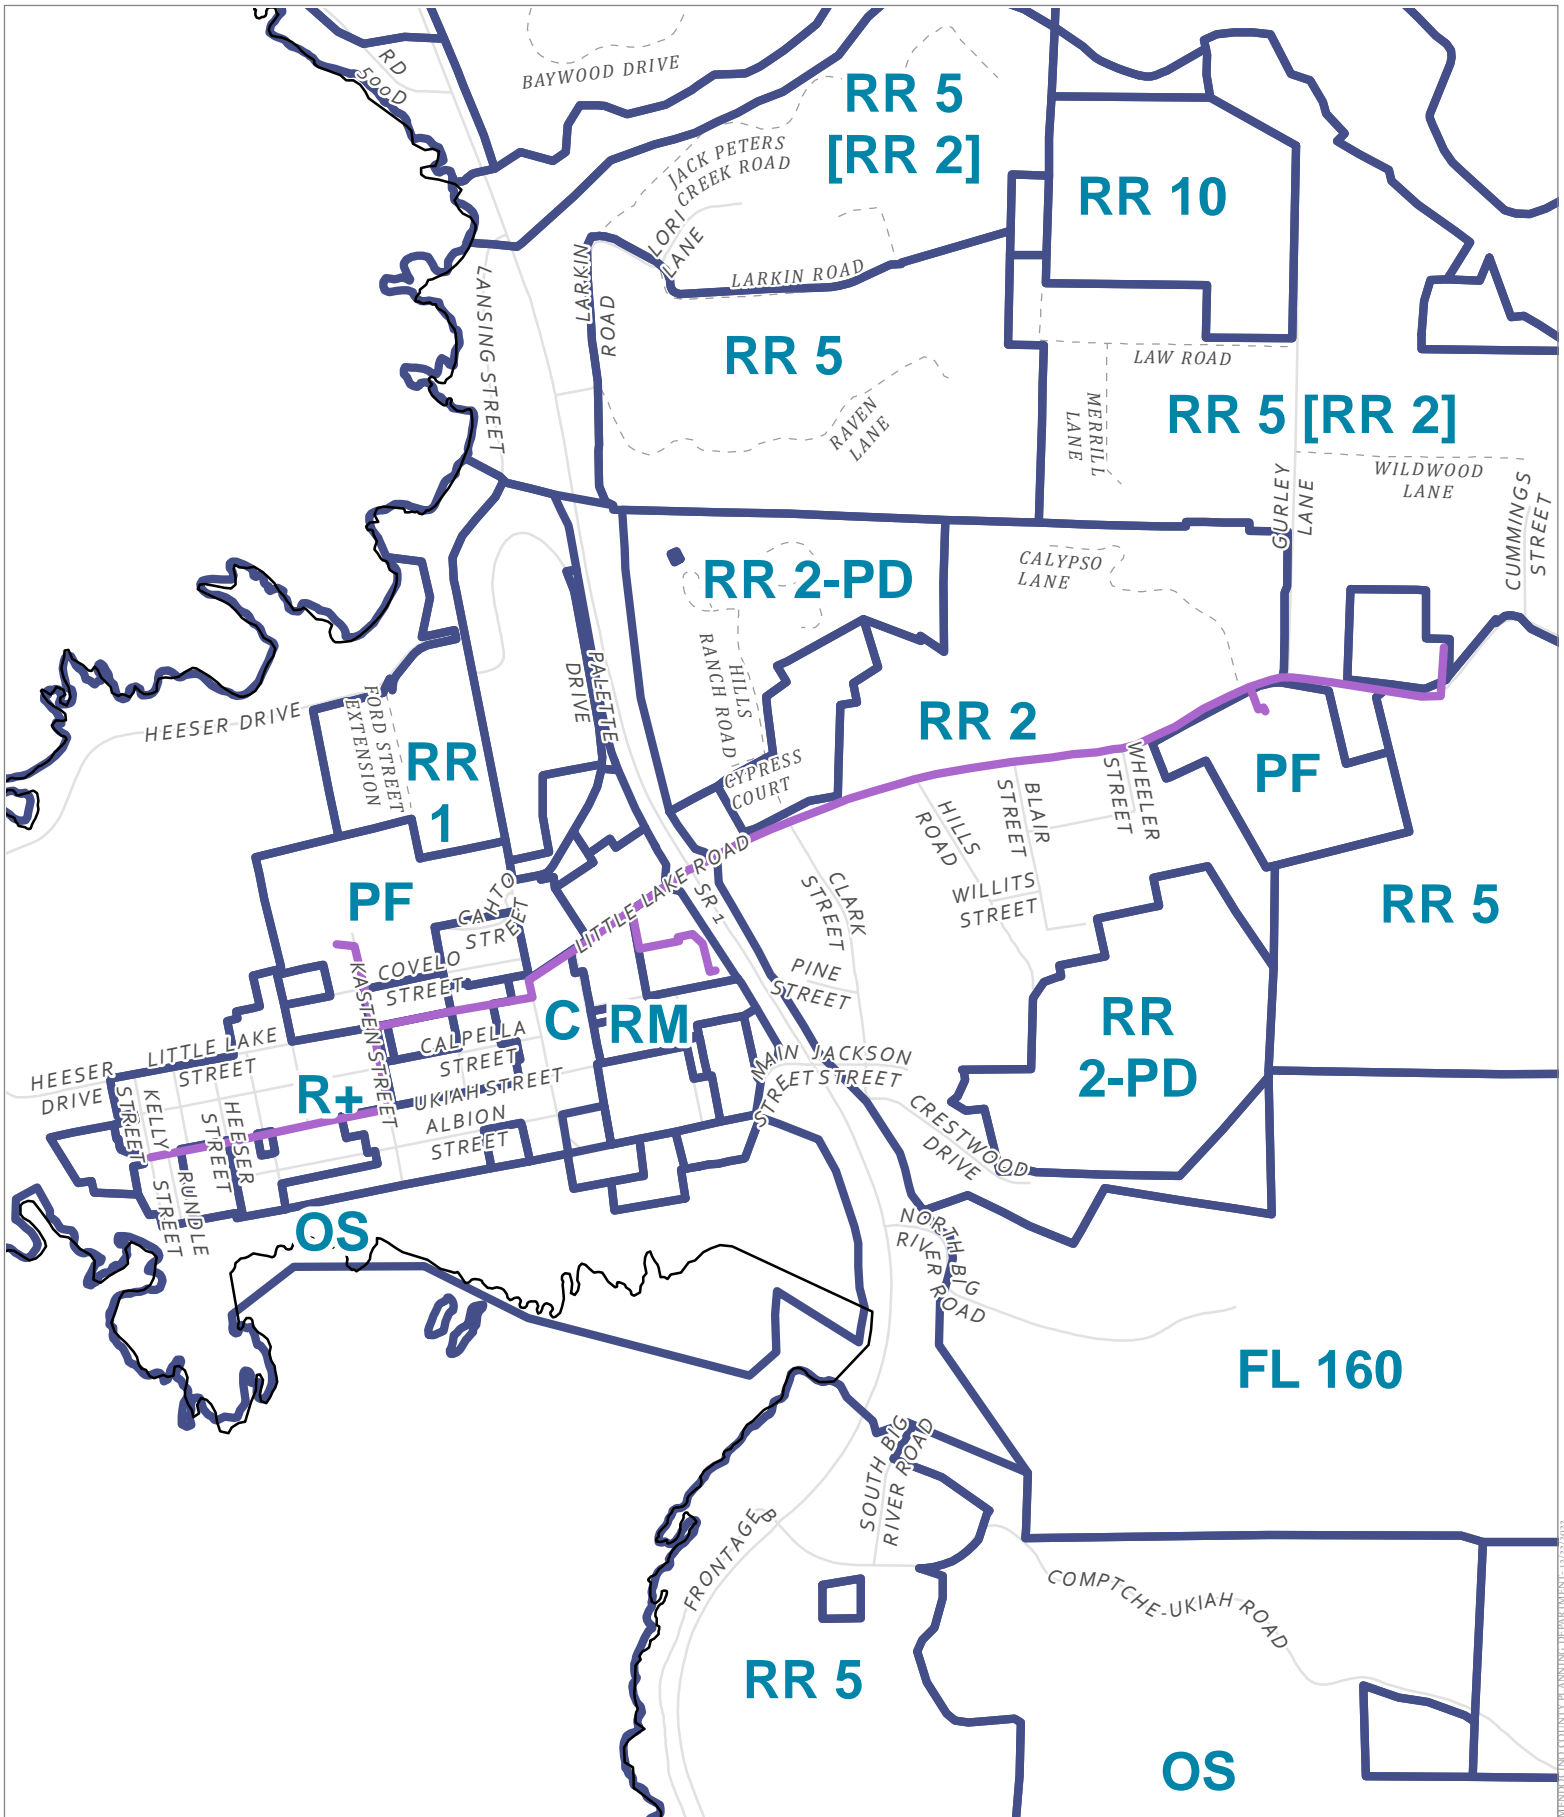 RD
500D
BAYWOOD DRIVE
RR 5
[RR 2]
JACK PETERS
CREEK ROAD
RR 10
LORI
LANE
LARKIN
ROAD
LARKIN ROAD
LANSING STREET
RR 5
LAW ROAD
MERRILL
LANE
RAVEN
LANE
RR 5 [RR 2]
WILDWOOD
LANE
GURLEY
LANE
CUMMINGS
STREET
CALYPSO
LANE
RR 2-PD
HILLS
RANCH ROAD
PALETTE
DRIVE
HEESER DRIVE
FORD STREET
EXTENSION
RR
1
RR 2
CYPRESS
COURT
WHEELER
STREET
PF
BLAIR
STREET
HILLS
ROAD
WILLITS
STREET
CLARK
STREET
LITTLE LAKE ROAD
SR 1
PF
CAHTO
STREET
RR 5
COVELO
STREET
KASTEN STREET
PINE
STREET
C
RM
RR
2-PD
CALPELLA
STREET
LITTLE LAKE
STREET
HEESER
DRIVE
MAIN
STREET
JACKSON
STREET
UKIAH STREET
R+
ALBION
STREET
KELLY
STREET
HEESER
STREET
RUNDLE
STREET
CRESTWOOD
DRIVE
OS
NORTH BIG
RIVER ROAD
FL 160
SOUTH BIG
RIVER ROAD
FRONTAGE B
COMPTCHE-UKIAH ROAD
RR 5
OS